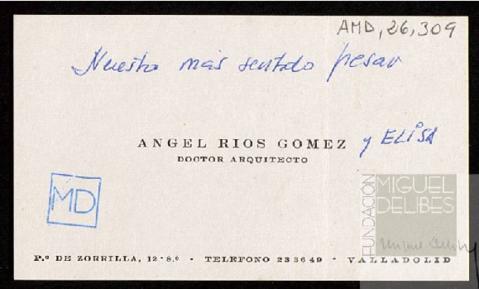 AMD, 26, 309
Nuestro más sentido pesar
ANGEL RIOS GOMEZ y ELISA
DOCTOR ARQUITECTO
MD
FUNDACIÓN
MIGUEL
DELIBES
P.º DE ZORRILLA, 12-8.º - TELEFONO 233649 - VALLADOLID